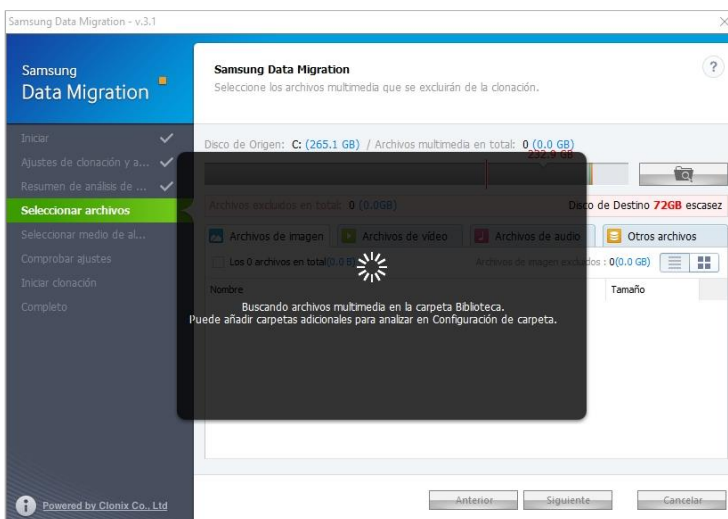 Samsung Data Migration - v.3.1
Samsung
Data Migration
Samsung Data Migration
Seleccione los archivos multimedia que se excluirán de la clonación.
?
Iniciar
Ajustes de clonación y a...
Resumen de análisis de ...
Seleccionar archivos
Seleccionar medio de al...
Comprobar ajustes
Iniciar clonación
Completo
Disco de Origen: C: (265.1 GB) / Archivos multimedia en total: 0 (0.0 GB)
232.9 GB
Archivos excluidos en total: 0 (0.0GB)
Disco de Destino 72GB escasez
Archivos de imagen
Archivos de vídeo
Archivos de audio
Otros archivos
Los 0 archivos en total(0.0 B)
Archivos de imagen excluidos : 0(0.0 GB)
Nombre
Tamaño
Buscando archivos multimedia en la carpeta Biblioteca.
Puede añadir carpetas adicionales para analizar en Configuración de carpeta.
Powered by Clonix Co., Ltd
Anterior
Siguiente
Cancelar